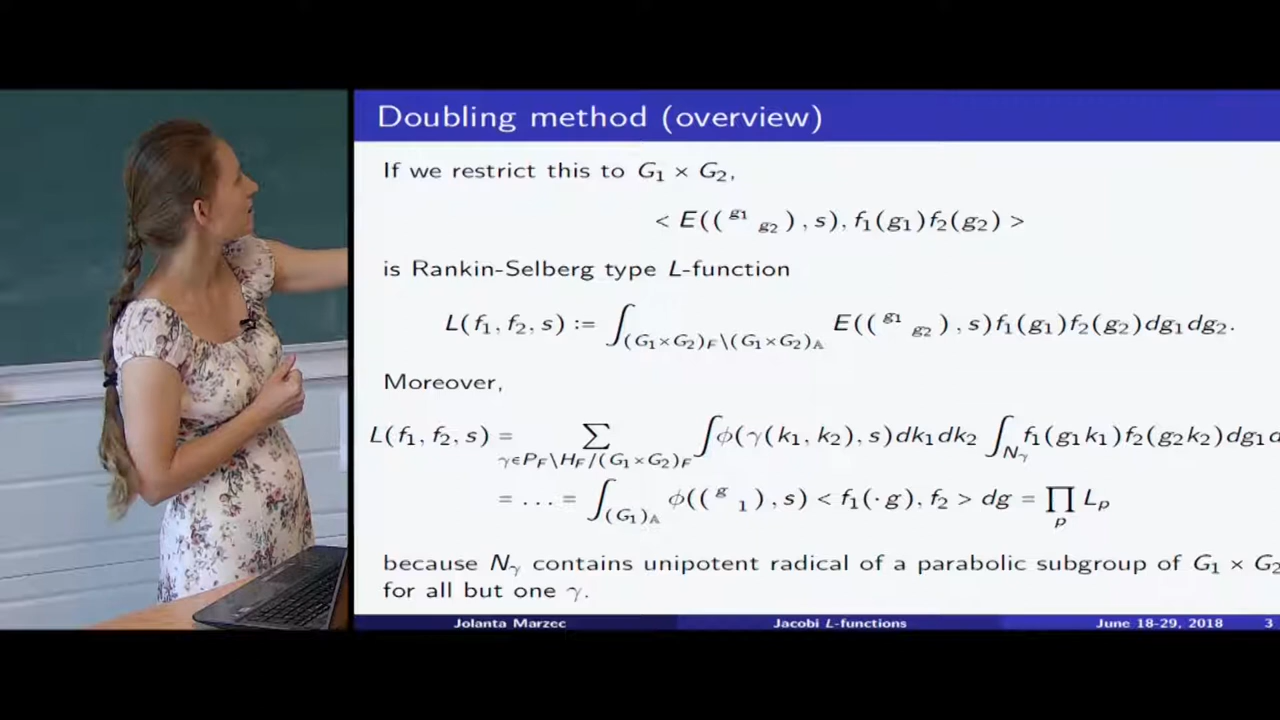 Doubling method (overview)
If we restrict this to G₁ × G₂,
< E(( g₁ g₂ ) , s), f₁(g₁)f₂(g₂) >
is Rankin-Selberg type L-function
L(f₁, f₂, s) := ∫_{(G₁×G₂)_F\(G₁×G₂)_𝔸} E(( g₁ g₂ ) , s)f₁(g₁)f₂(g₂)dg₁dg₂.
Moreover,
L(f₁, f₂, s) = ∑_{γ∈P_F\H_F/(G₁×G₂)_F} ∫ϕ(γ(k₁, k₂), s)dk₁dk₂ ∫_{N_γ} f₁(g₁k₁)f₂(g₂k₂)dg₁d
= … = ∫_{(G₁)_𝔸} ϕ(( g 1 ) , s) < f₁(· g), f₂ > dg = ∏_p L_p
because N_γ contains unipotent radical of a parabolic subgroup of G₁ × G₂
for all but one γ.
Jolanta Marzec Jacobi L-functions June 18-29, 2018 3